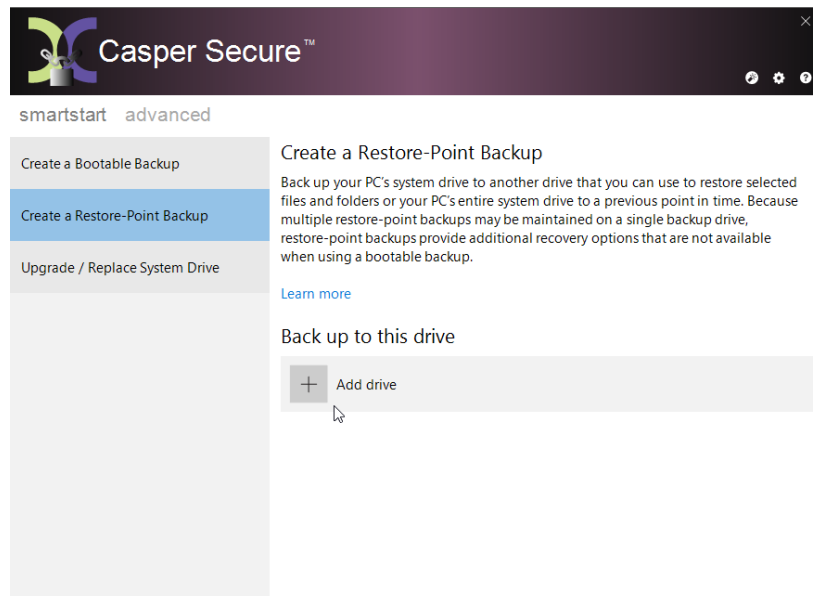 Casper Secure™
smartstart advanced
Create a Bootable Backup
Create a Restore-Point Backup
Upgrade / Replace System Drive
Create a Restore-Point Backup
Back up your PC's system drive to another drive that you can use to restore selected
files and folders or your PC's entire system drive to a previous point in time. Because
multiple restore-point backups may be maintained on a single backup drive,
restore-point backups provide additional recovery options that are not available
when using a bootable backup.
Learn more
Back up to this drive
Add drive